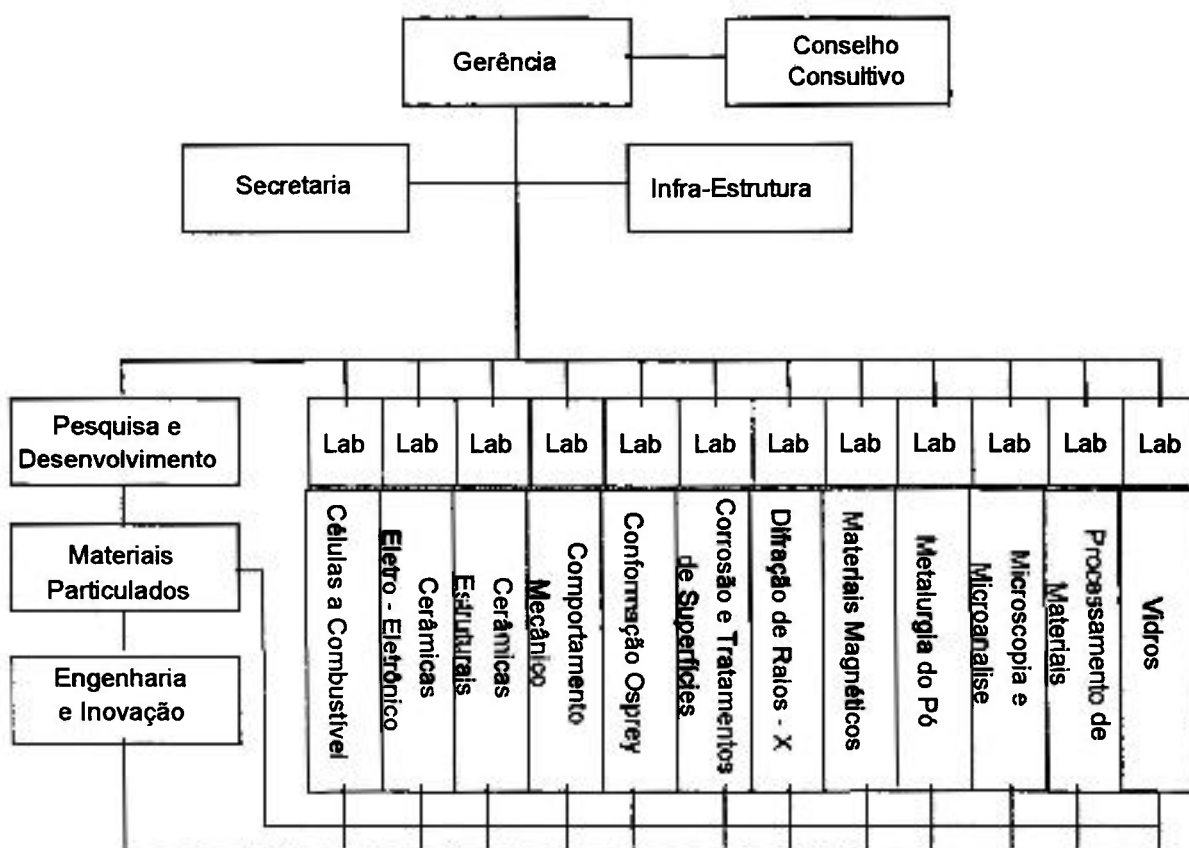 Gerência
Conselho
Consultivo
Secretaria
Infra-Estrutura
Pesquisa e
Desenvolvimento
Materiais
Particulados
Engenharia
e Inovação
Lab
Lab
Lab
Lab
Lab
Lab
Lab
Lab
Lab
Lab
Lab
Lab
Células a Combustível
Cerâmicas
Eletro - Eletrônico
Cerâmicas
Estruturais
Comportamento
Mecânico
Conformação Osprey
Corrosão e Tratamentos
de Superfícies
Difração de Raios - X
Materiais Magnéticos
Metalurgia do Pó
Microscopia e
Microanalise
Processamento de
Materiais
Vidros